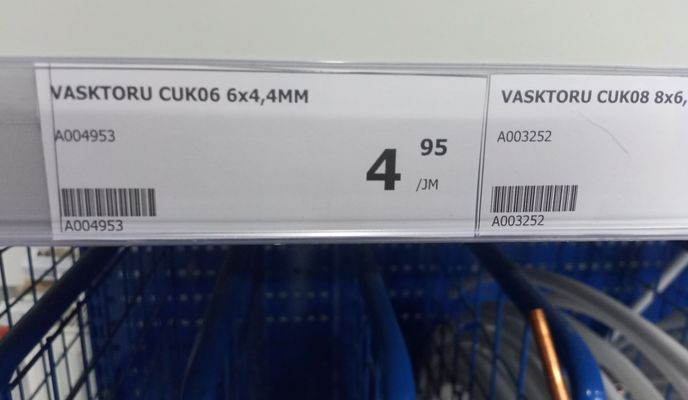 VASKTORU CUK06 6x4,4MM
A004953
4 95
/JM
A004953
VASKTORU CUK08 8x6,
A003252
A003252